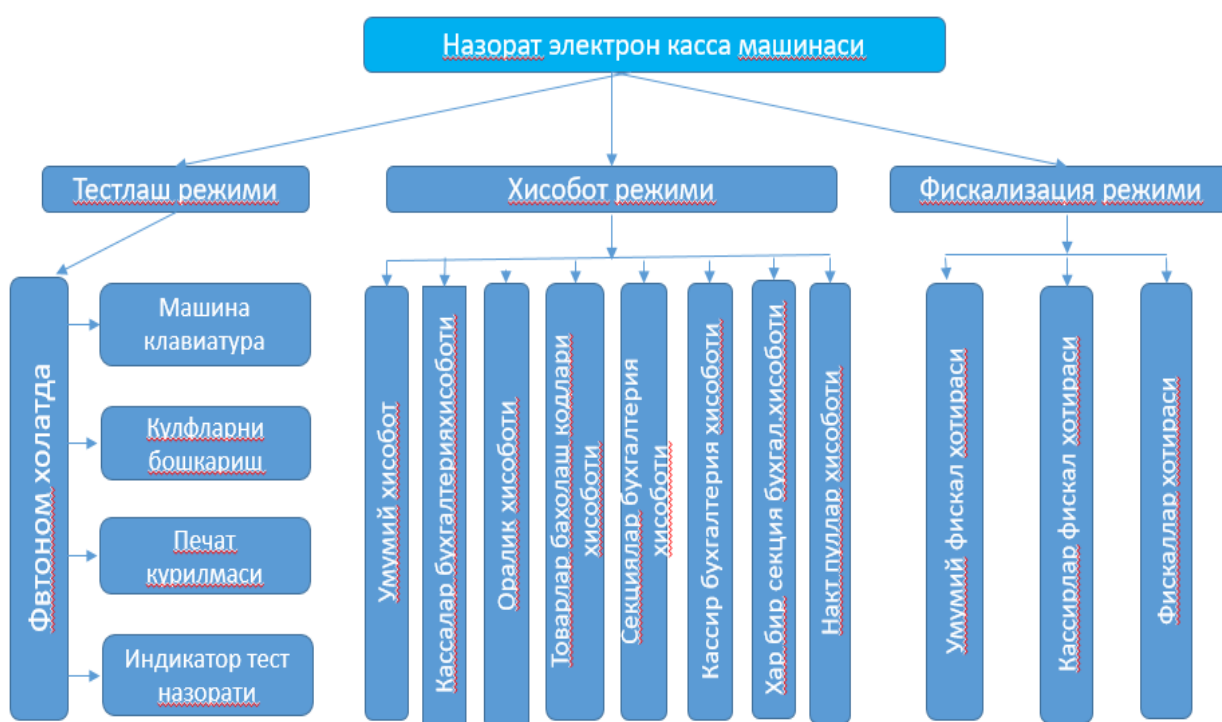 Назорат электрон касса машинаси
Тестлаш режими
Хисобот режими
Фискализация режими
Фвтоном холатда
Машина
клавиатура
Кулфларни
бошкариш
Печат
курилмаси
Индикатор тест
назорати
Умумий хисобот
Кассалар бухгалтерияхисоботи
Оралик хисоботи
Товарлар бахолаш кодлари
хисоботи
Секциялар бухгалтерия
хисоботи
Кассир бухгалтерия хисоботи
Хар бир секция бухгал.хисоботи
Накт пуллар хисоботи
Умумий фискал хотираси
Кассирлар фискал хотираси
Фискаллар хотираси